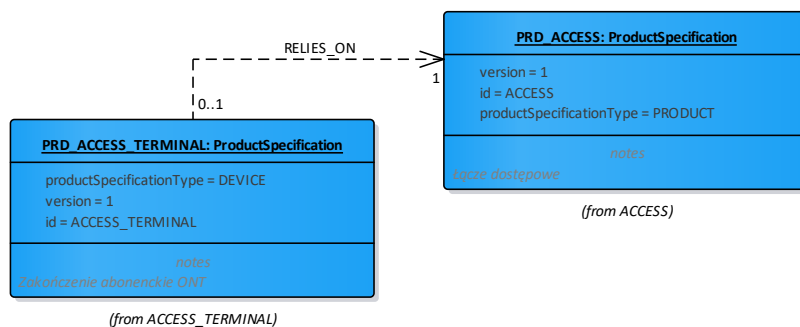 PRD_ACCESS: ProductSpecification
version = 1
id = ACCESS
productSpecificationType = PRODUCT
notes
Łącze dostępowe
(from ACCESS)
RELIES_ON
1
0..1
PRD_ACCESS_TERMINAL: ProductSpecification
productSpecificationType = DEVICE
version = 1
id = ACCESS_TERMINAL
notes
Zakończenie abonenckie ONT
(from ACCESS_TERMINAL)